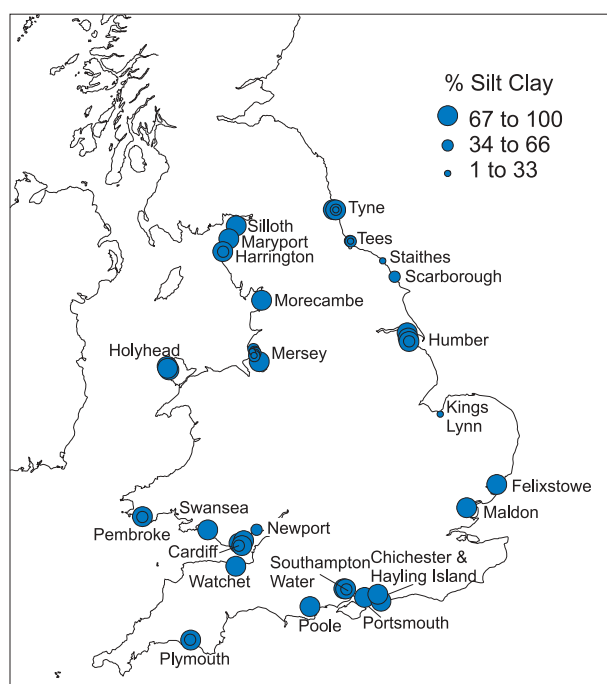 % Silt Clay
67 to 100
34 to 66
1 to 33
Tyne
Silloth
Maryport
Harrington
Tees
Staithes
Scarborough
Morecambe
Humber
Holyhead
Mersey
Kings
Lynn
Felixstowe
Maldon
Swansea
Pembroke
Newport
Cardiff
Watchet
Southampton
Water
Chichester &
Hayling Island
Poole
Portsmouth
Plymouth